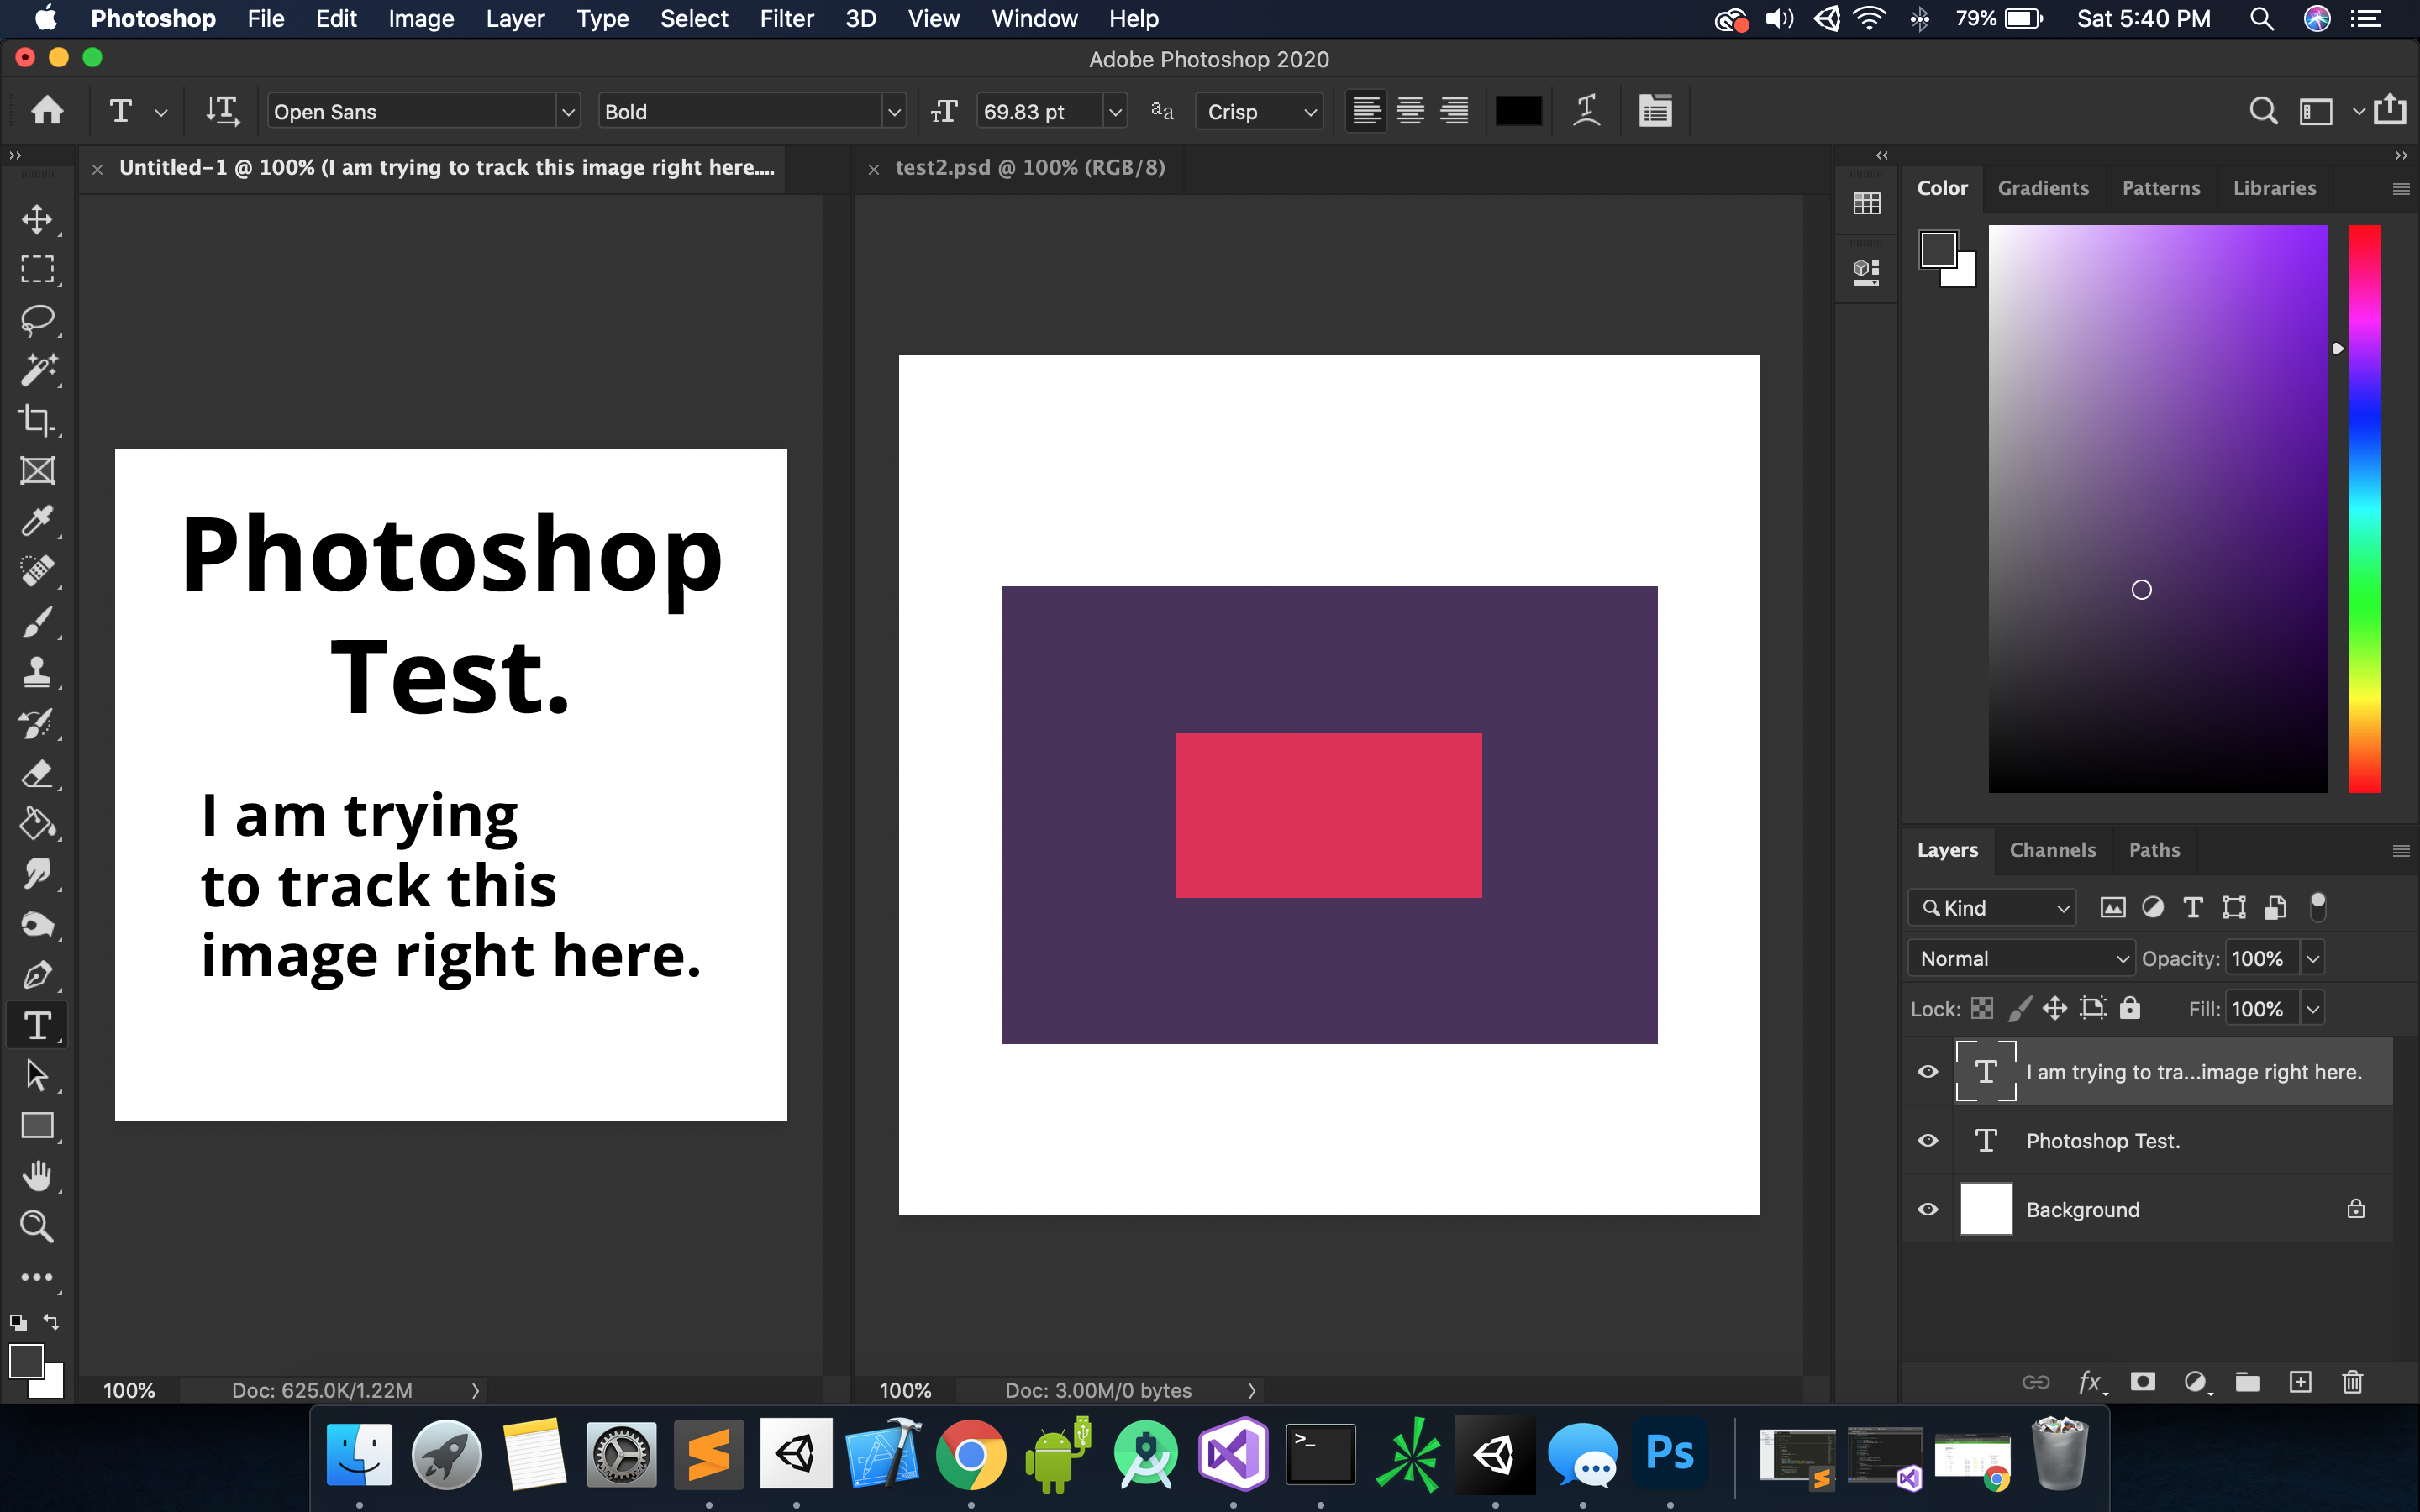 Photoshop File Edit Image Layer Type Select Filter 3D View Window Help 79% Sat 5:40 PM
Adobe Photoshop 2020
T Open Sans Bold 69.83 pt Crisp
Untitled-1 @ 100% (I am trying to track this image right here....
test2.psd @ 100% (RGB/8)
Color Gradients Patterns Libraries
Photoshop
Test.
I am trying
to track this
image right here.
Layers Channels Paths
Kind
Normal Opacity: 100%
Lock: Fill: 100%
I am trying to tra...image right here.
Photoshop Test.
Background
fx
100% Doc: 625.0K/1.22M
100% Doc: 3.00M/0 bytes
Ps